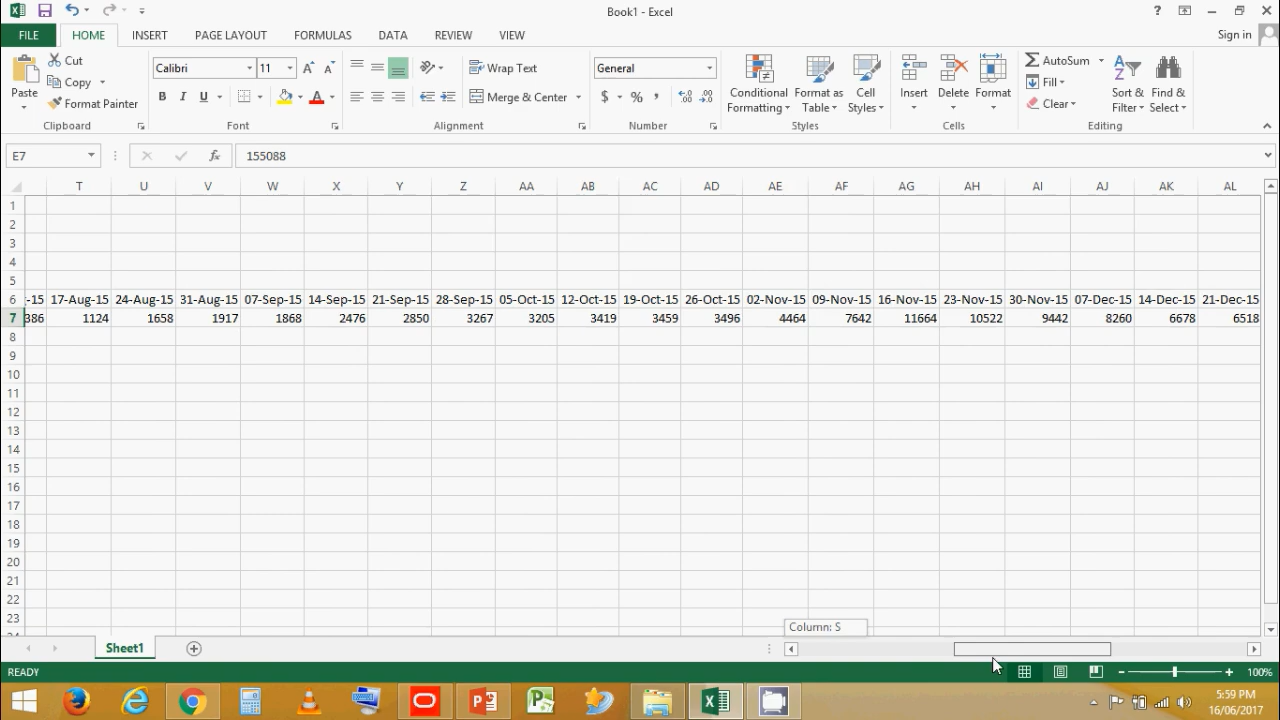 Book1 - Excel
?
FILE HOME INSERT PAGE LAYOUT FORMULAS DATA REVIEW VIEW Sign in
Paste
Cut
Copy
Format Painter
Clipboard
Calibri 11
B I U
Font
Wrap Text
Merge & Center
Alignment
General
$ % ,
Number
Conditional Formatting
Format as Table
Cell Styles
Styles
Insert
Delete
Format
Cells
AutoSum
Fill
Clear
Sort & Filter
Find & Select
Editing
E7 fx 155088
T U V W X Y Z AA AB AC AD AE AF AG AH AI AJ AK AL
1
2
3
4
5
6 -15 17-Aug-15 24-Aug-15 31-Aug-15 07-Sep-15 14-Sep-15 21-Sep-15 28-Sep-15 05-Oct-15 12-Oct-15 19-Oct-15 26-Oct-15 02-Nov-15 09-Nov-15 16-Nov-15 23-Nov-15 30-Nov-15 07-Dec-15 14-Dec-15 21-Dec-15
7 386 1124 1658 1917 1868 2476 2850 3267 3205 3419 3459 3496 4464 7642 11664 10522 9442 8260 6678 6518
8
9
10
11
12
13
14
15
16
17
18
19
20
21
22
23
Column: S
Sheet1
READY 100%
5:59 PM
16/06/2017